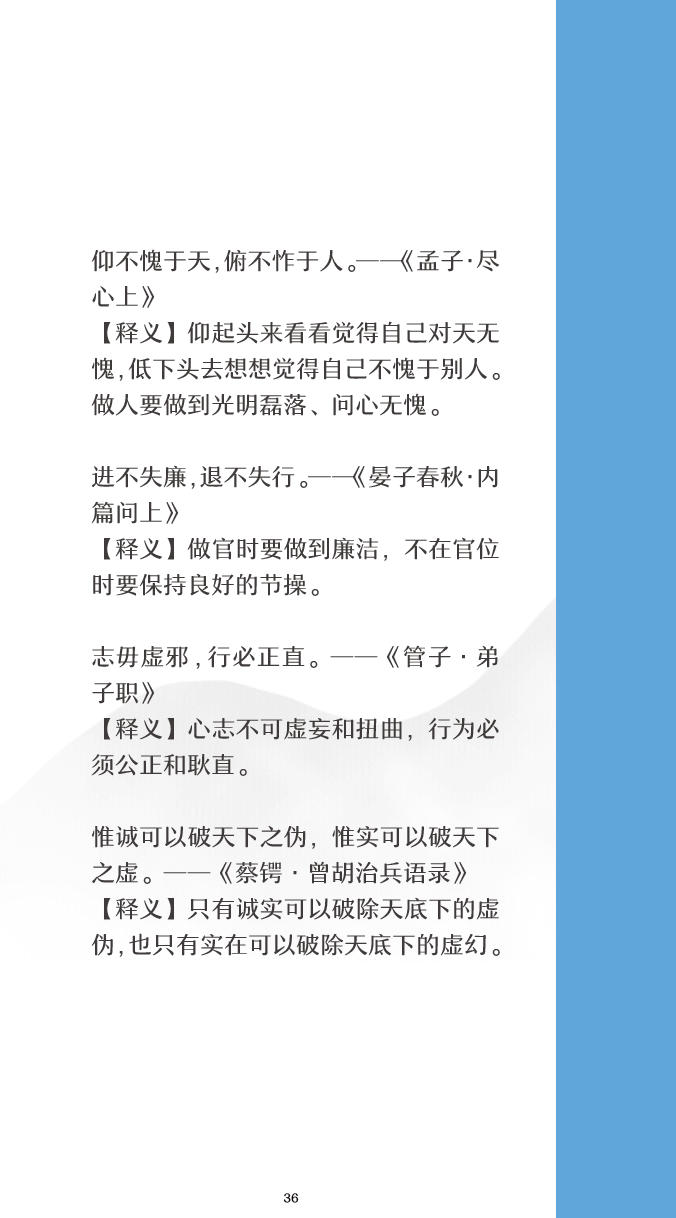 仰不愧于天，俯不怍于人。——《孟子·尽
心上》
【释义】仰起头来看看觉得自己对天无
愧，低下头去想想觉得自己不愧于别人。
做人要做到光明磊落、问心无愧。
进不失廉，退不失行。——《晏子春秋·内
篇问上》
【释义】做官时要做到廉洁，不在官位
时要保持良好的节操。
志毋虚邪，行必正直。——《管子·弟
子职》
【释义】心志不可虚妄和扭曲，行为必
须公正和耿直。
惟诚可以破天下之伪，惟实可以破天下
之虚。——《蔡锷·曾胡治兵语录》
【释义】只有诚实可以破除天底下的虚
伪，也只有实在可以破除天底下的虚幻。
36